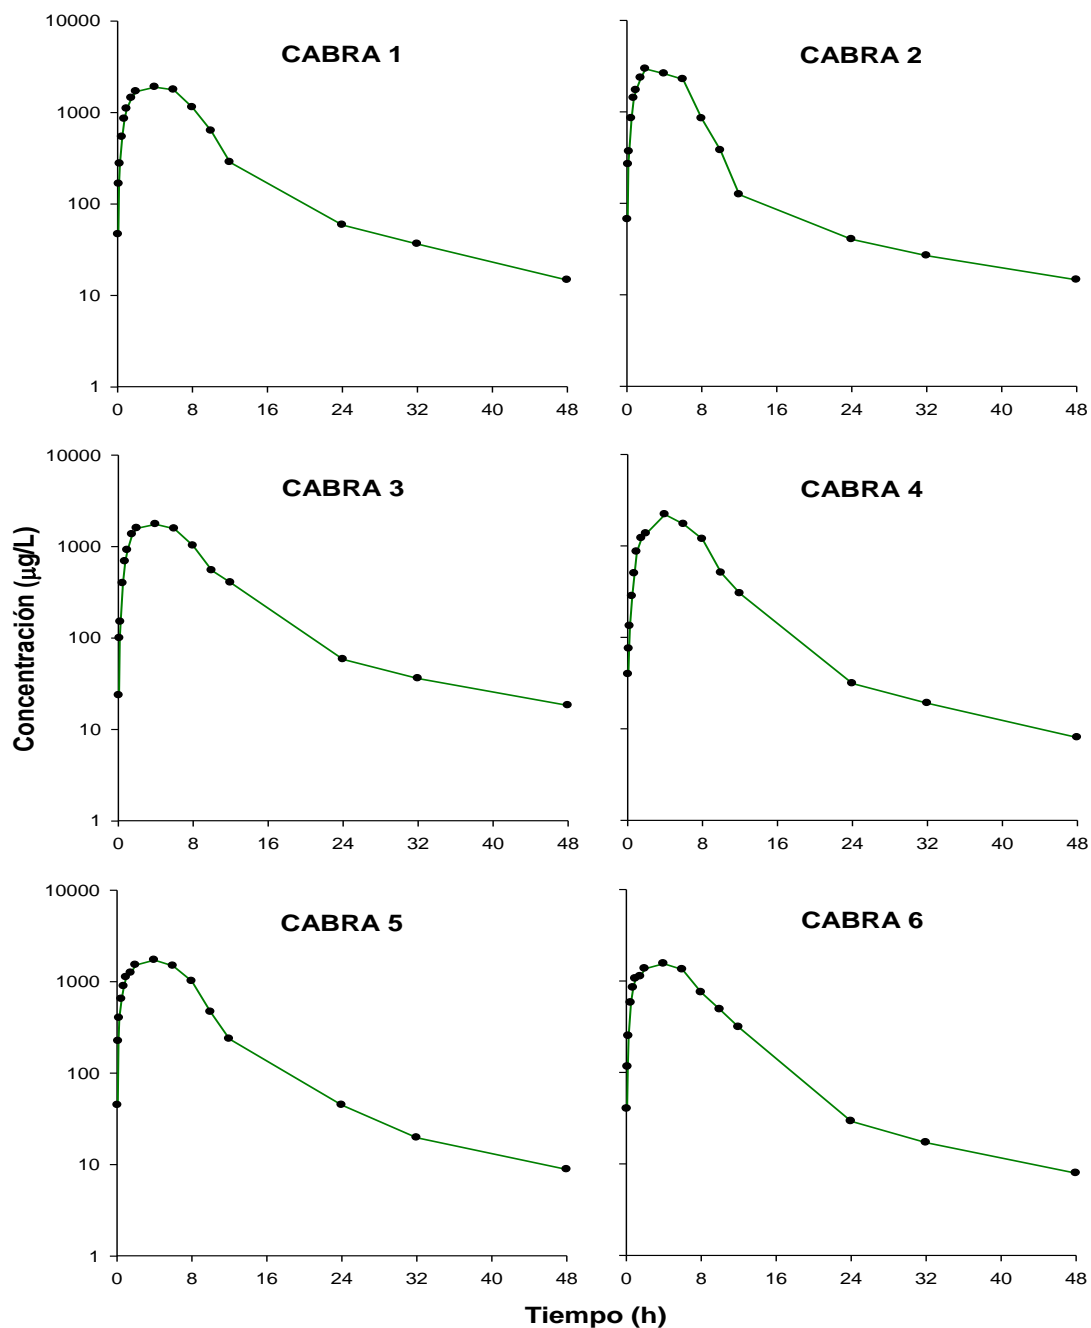 CABRA 1
10000
1000
100
10
1
0 8 16 24 32 40 48
CABRA 2
0 8 16 24 32 40 48
CABRA 3
10000
1000
100
10
1
0 8 16 24 32 40 48
CABRA 4
0 8 16 24 32 40 48
Concentración (µg/L)
CABRA 5
10000
1000
100
10
1
0 8 16 24 32 40 48
CABRA 6
0 8 16 24 32 40 48
Tiempo (h)